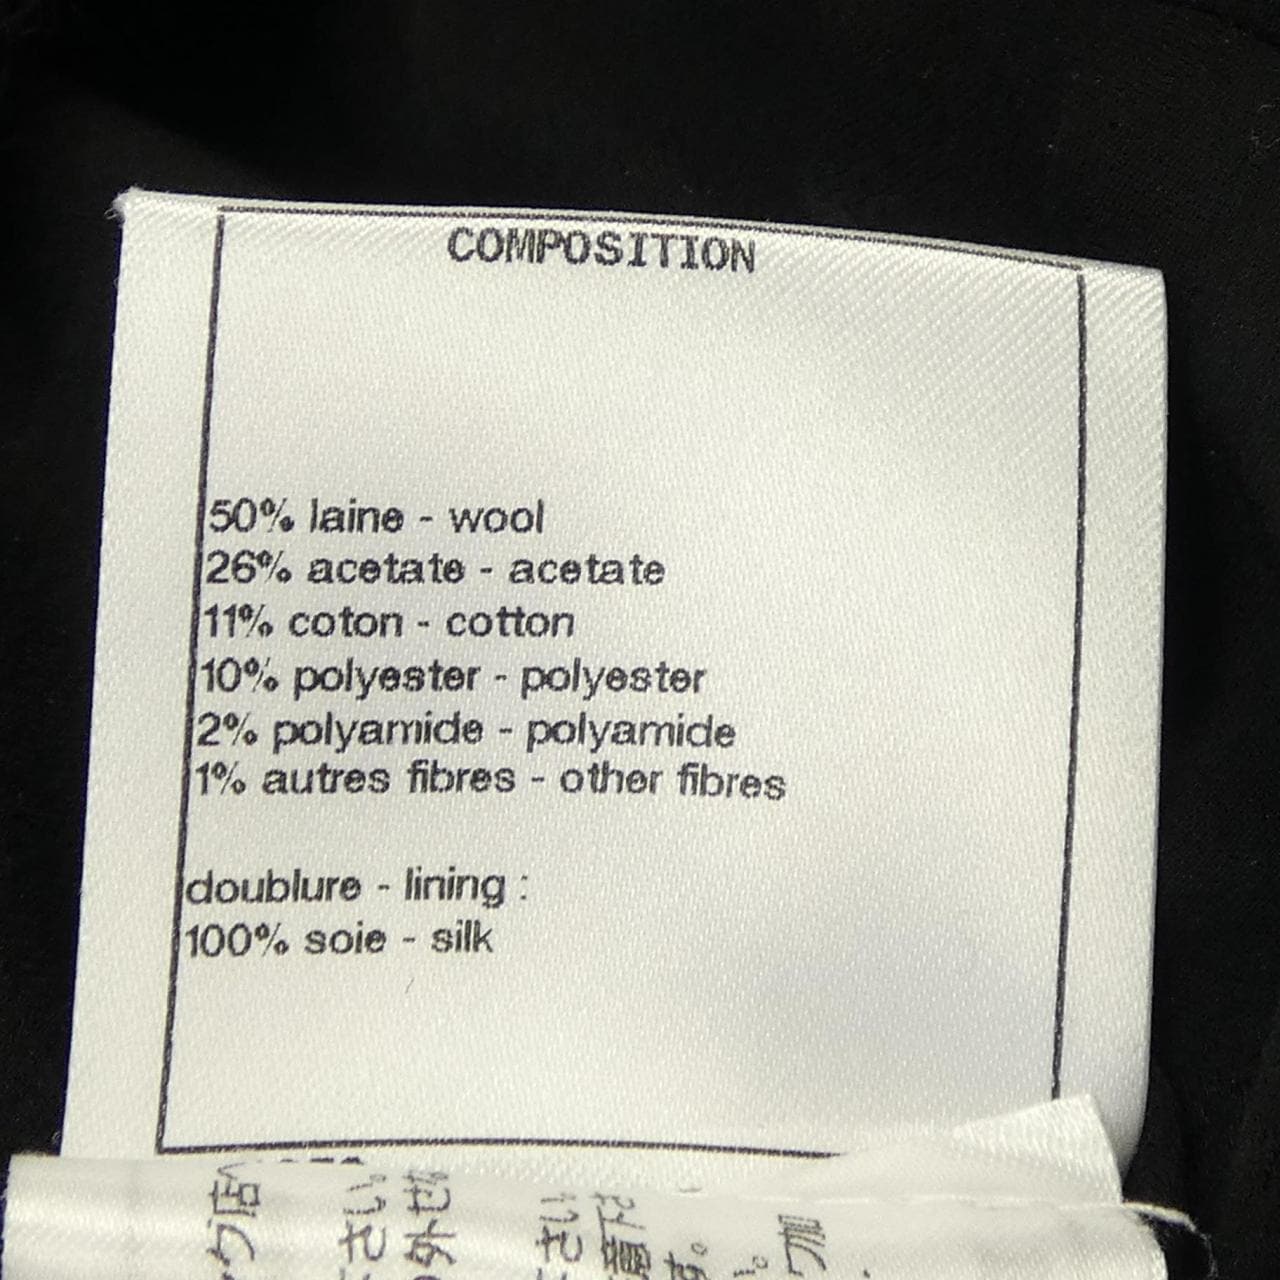 COMPOSITION
50% laine - wool
26% acetate - acetate
11% coton - cotton
10% polyester - polyester
2% polyamide - polyamide
1% autres fibres - other fibres
doublure - lining :
100% soie - silk